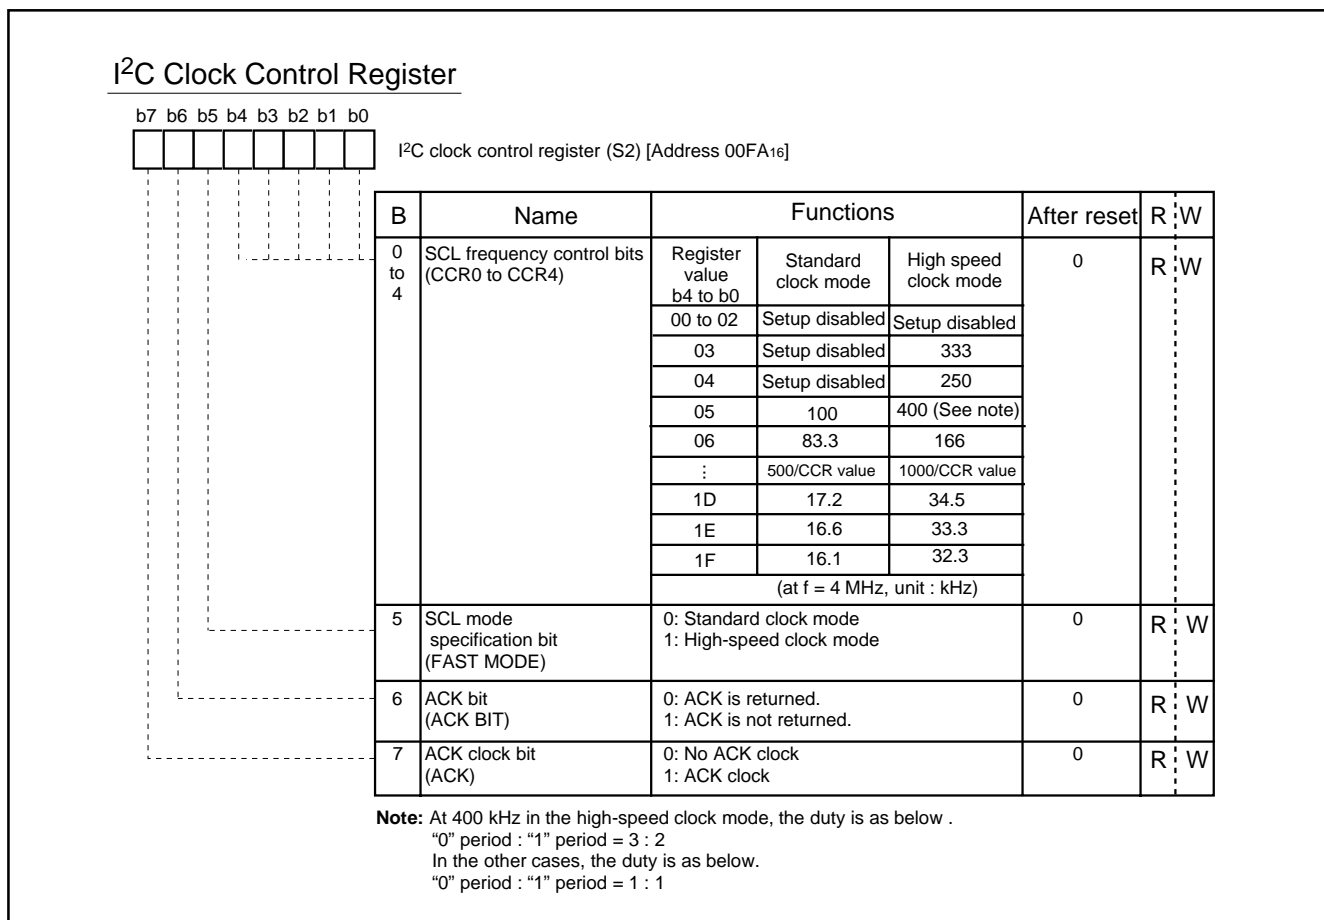 I²C Clock Control Register
b7 b6 b5 b4 b3 b2 b1 b0
I²C clock control register (S2) [Address 00FA₁₆]
B Name Functions After reset R W
0 to 4 SCL frequency control bits (CCR0 to CCR4) 0 R W
Register value b4 to b0 Standard clock mode High speed clock mode
00 to 02 Setup disabled Setup disabled
03 Setup disabled 333
04 Setup disabled 250
05 100 400 (See note)
06 83.3 166
⋮ 500/CCR value 1000/CCR value
1D 17.2 34.5
1E 16.6 33.3
1F 16.1 32.3
(at f = 4 MHz, unit : kHz)
5 SCL mode 0: Standard clock mode 0 R W
specification bit 1: High-speed clock mode
(FAST MODE)
6 ACK bit 0: ACK is returned. 0 R W
(ACK BIT) 1: ACK is not returned.
7 ACK clock bit 0: No ACK clock 0 R W
(ACK) 1: ACK clock
Note: At 400 kHz in the high-speed clock mode, the duty is as below .
“0” period : “1” period = 3 : 2
In the other cases, the duty is as below.
“0” period : “1” period = 1 : 1